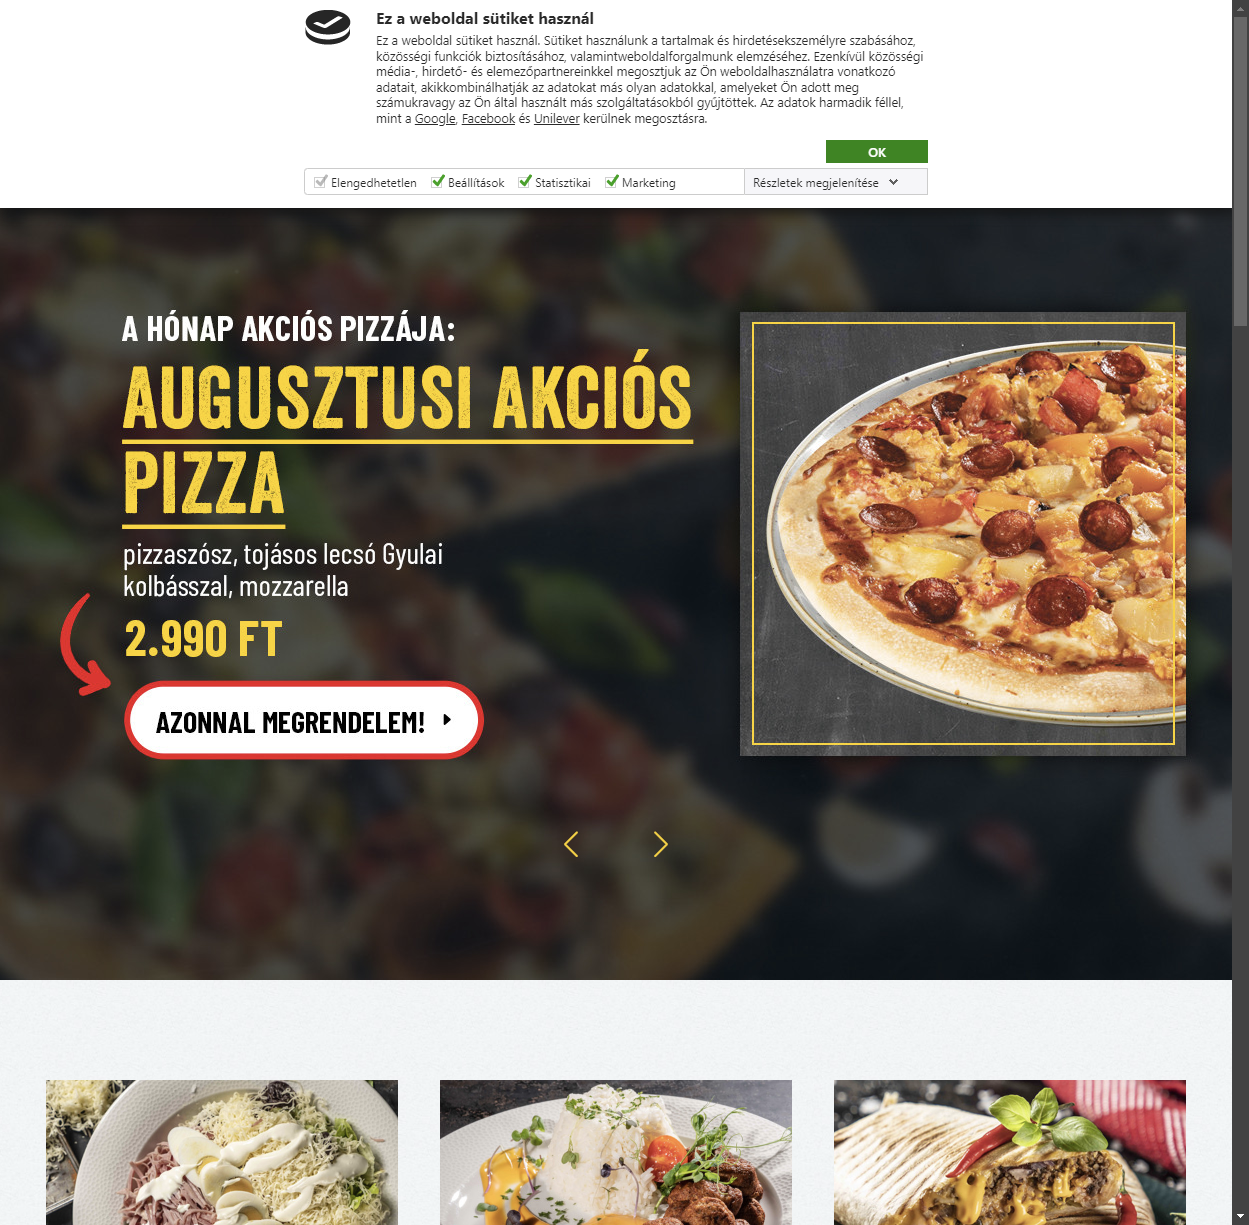 Ez a weboldal sütiket használ
Ez a weboldal sütiket használ. Sütiket használunk a tartalmak és hirdetésekszemélyre szabásához,
közösségi funkciók biztosításához, valamintweboldalforgalmunk elemzéséhez. Ezenkívül közösségi
média-, hirdető- és elemezőpartnereinkkel megosztjuk az Ön weboldalhasználatra vonatkozó
adatait, akikkombinálhatják az adatokat más olyan adatokkal, amelyeket Ön adott meg
számukravagy az Ön által használt más szolgáltatásokból gyűjtöttek. Az adatok harmadik féllel,
mint a Google, Facebook és Unilever kerülnek megosztásra.
OK
Elengedhetetlen Beállítások Statisztikai Marketing Részletek megjelenítése
A HÓNAP AKCIÓS PIZZÁJA:
AUGUSZTUSI AKCIÓS
PIZZA
pizzaszósz, tojásos lecsó Gyulai
kolbásszal, mozzarella
2.990 FT
AZONNAL MEGRENDELEM!